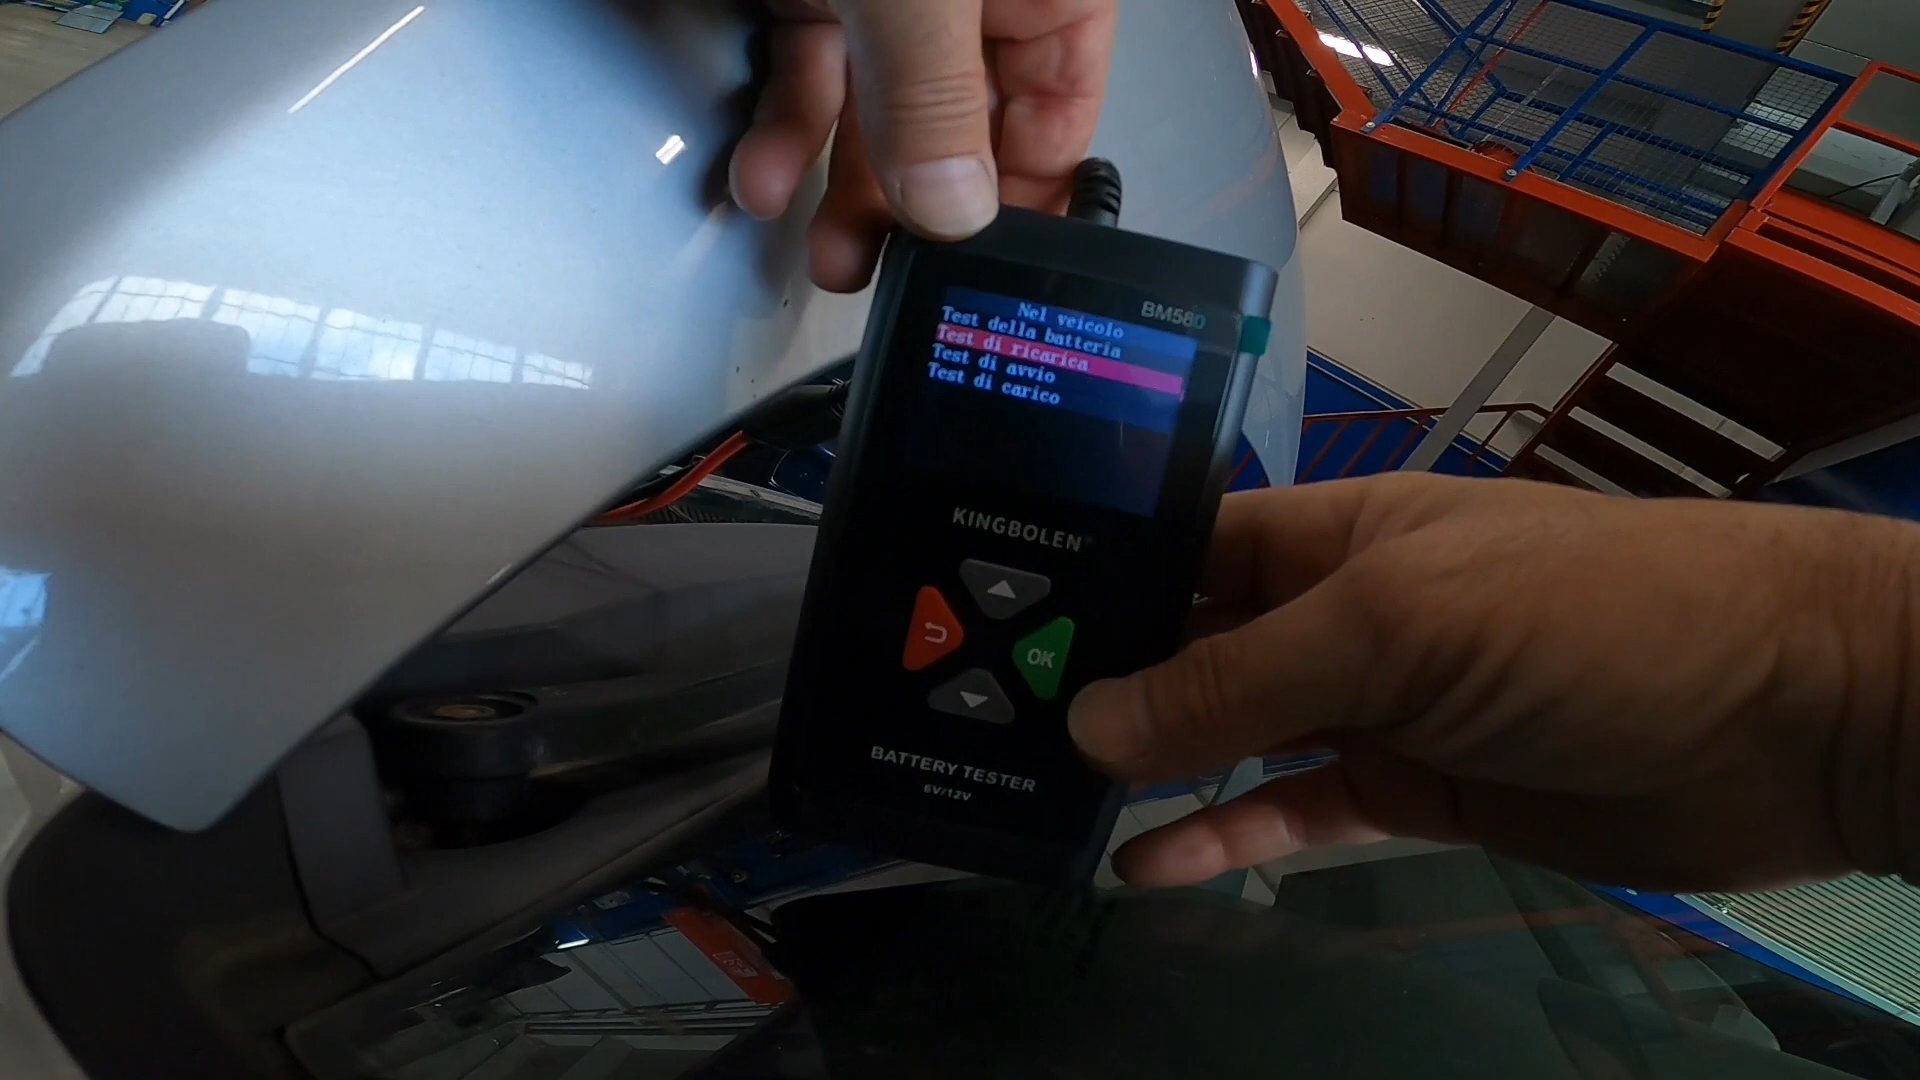 BM580
Nel veicolo
Test della batteria
Test di ricarica
Test di avvio
Test di carico
KINGBOLEN®
OK
BATTERY TESTER
6V/12V